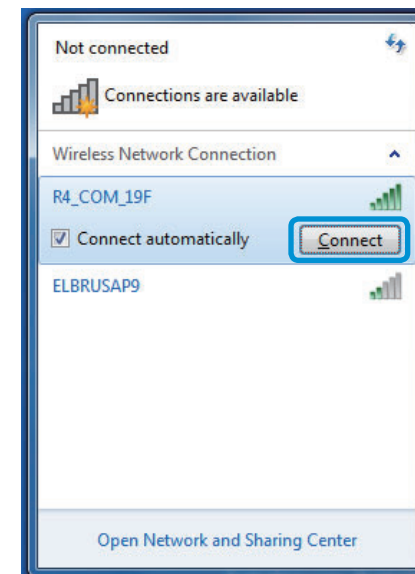 Not connected
Connections are available
Wireless Network Connection
R4_COM_19F
Connect automatically
Connect
ELBRUSAP9
Open Network and Sharing Center